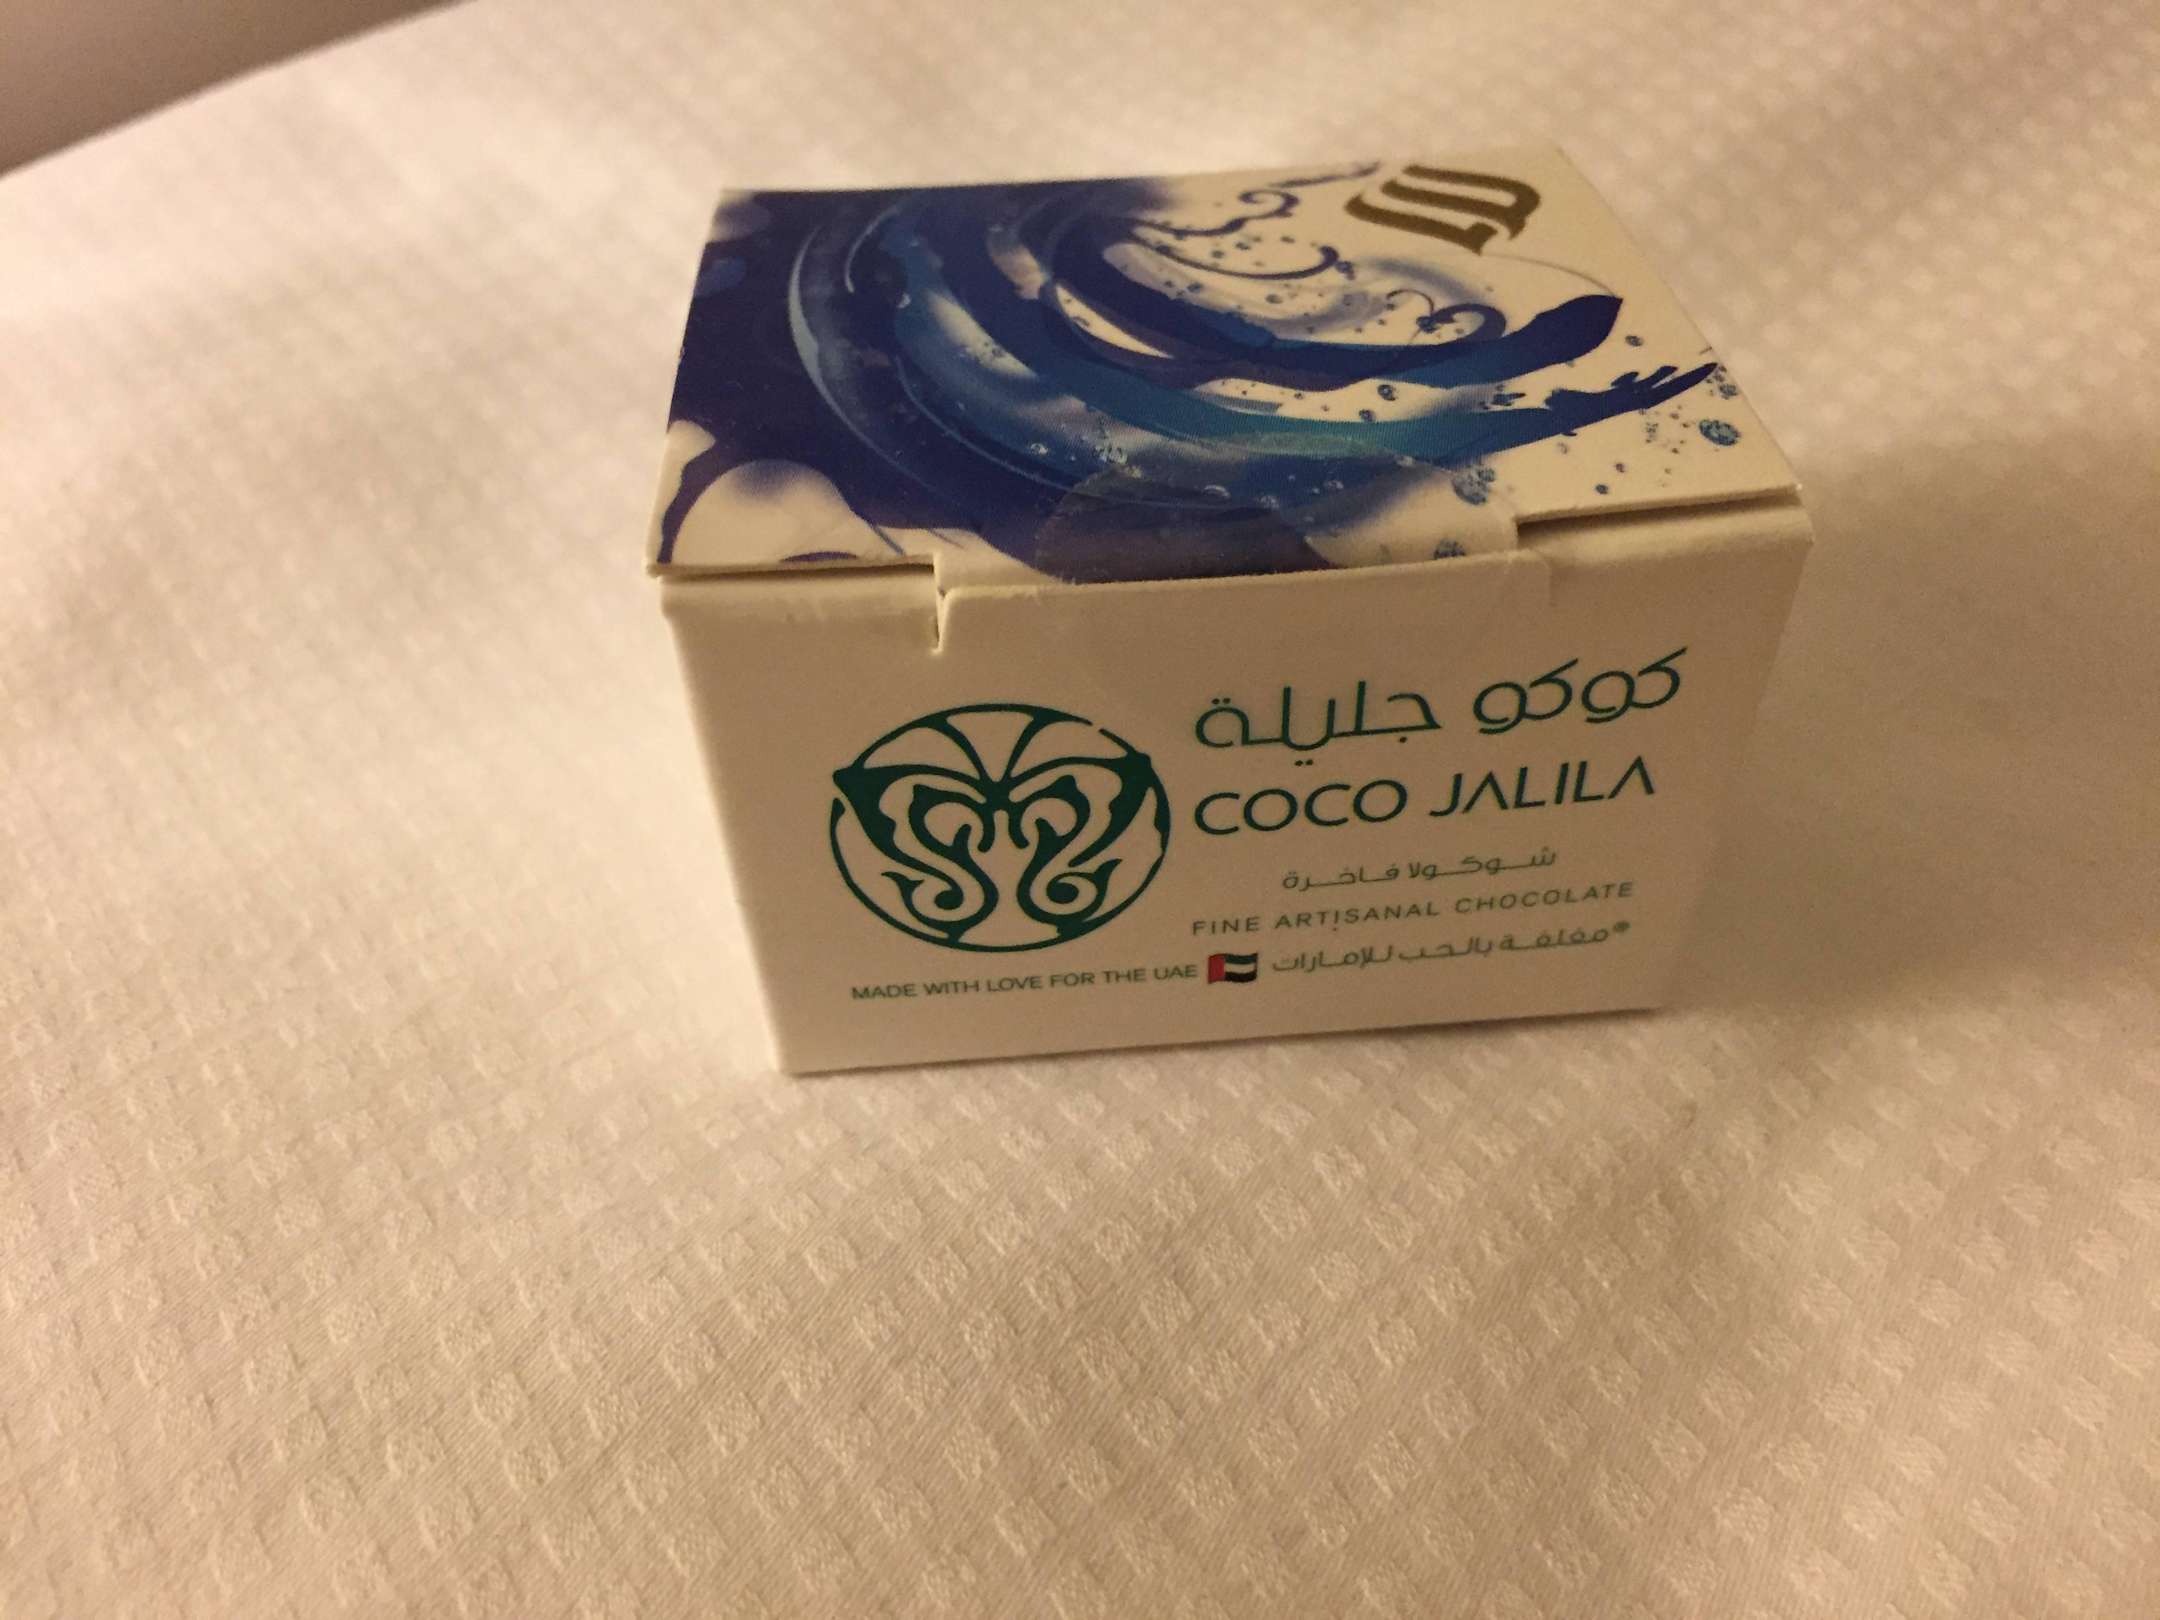 كوكو جليلة
COCO JALILA
شوكولا فاخرة
FINE ARTISANAL CHOCOLATE
MADE WITH LOVE FOR THE UAE مغلفة بالحب للإمارات